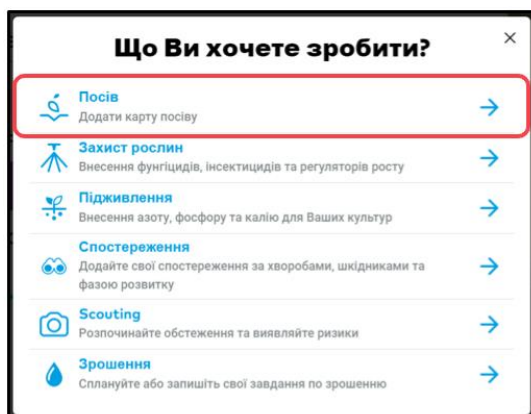 Що Ви хочете зробити?
Посів
Додати карту посіву
Захист рослин
Внесення фунгіцидів, інсектицидів та регуляторів росту
Підживлення
Внесення азоту, фосфору та калію для Ваших культур
Спостереження
Додайте свої спостереження за хворобами, шкідниками та
фазою розвитку
Scouting
Розпочинайте обстеження та виявляйте ризики
Зрошення
Сплануйте або запишіть свої завдання по зрошенню